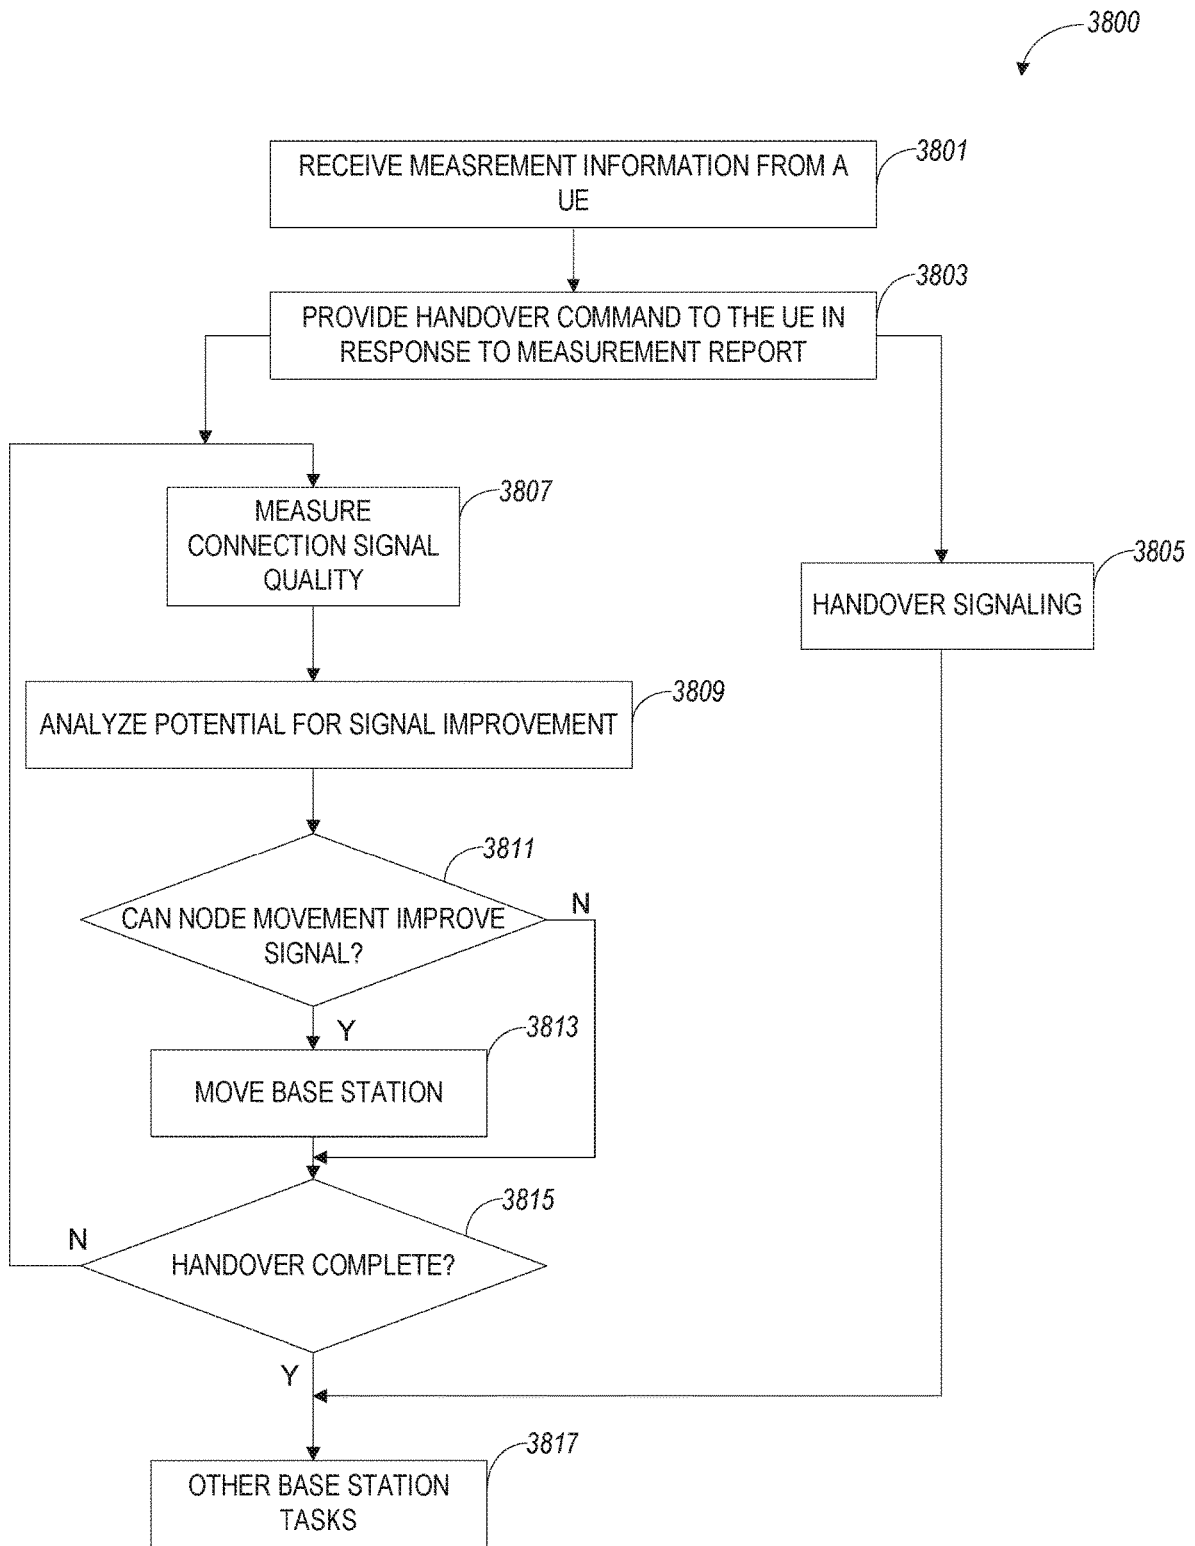 3800
3801
RECEIVE MEASREMENT INFORMATION FROM A
UE
3803
PROVIDE HANDOVER COMMAND TO THE UE IN
RESPONSE TO MEASUREMENT REPORT
3807
MEASURE
CONNECTION SIGNAL
QUALITY
3805
HANDOVER SIGNALING
3809
ANALYZE POTENTIAL FOR SIGNAL IMPROVEMENT
3811
CAN NODE MOVEMENT IMPROVE
SIGNAL?
N
Y
3813
MOVE BASE STATION
3815
N
HANDOVER COMPLETE?
Y
3817
OTHER BASE STATION
TASKS